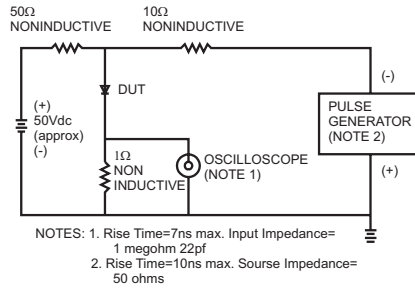 50Ω
NONINDUCTIVE
10Ω
NONINDUCTIVE
(+)
50Vdc
(approx)
(-)
DUT
1Ω
NON
INDUCTIVE
OSCILLOSCOPE
(NOTE 1)
(-)
PULSE
GENERATOR
(NOTE 2)
(+)
NOTES: 1. Rise Time=7ns max. Input Impedance=
1 megohm 22pf
2. Rise Time=10ns max. Sourse Impedance=
50 ohms